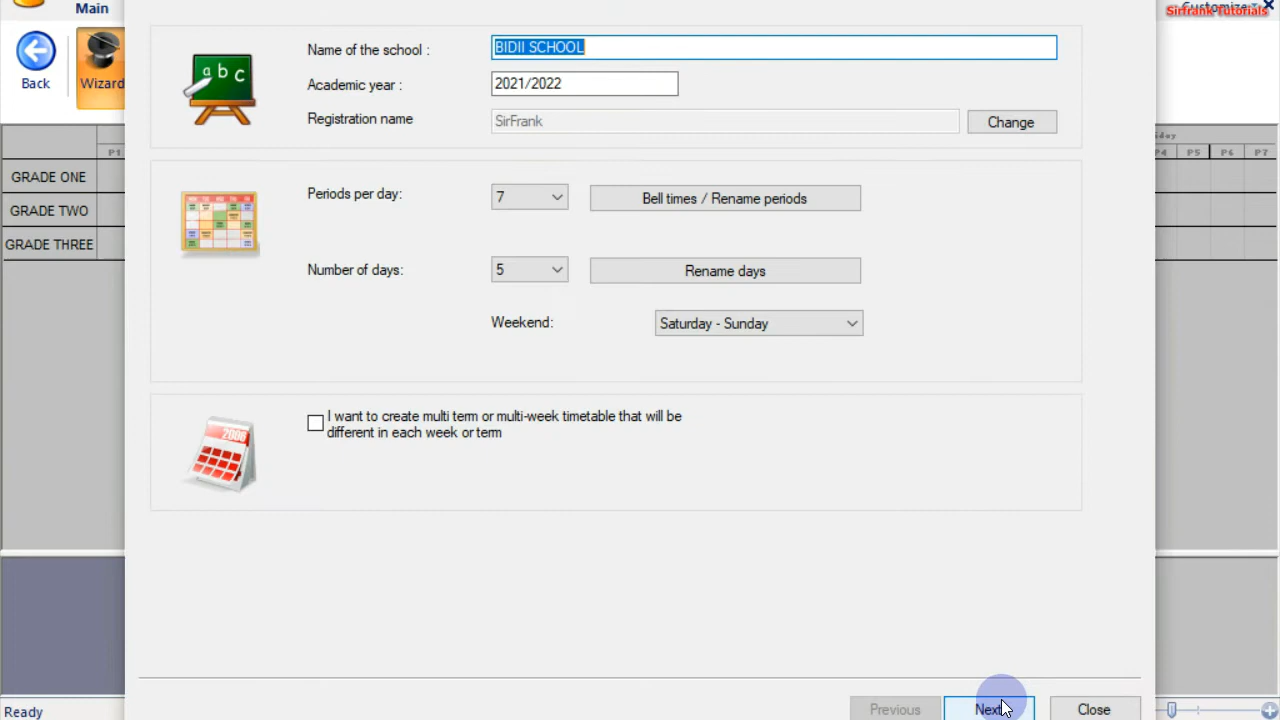 Main
Customize
Sirfrank Tutorials
Back
Wizard
Name of the school :
BIDII SCHOOL
Academic year :
2021/2022
Registration name
SirFrank
Change
P1
P4 P5 P6 P7
GRADE ONE
GRADE TWO
GRADE THREE
Periods per day:
7
Bell times / Rename periods
Number of days:
5
Rename days
Weekend:
Saturday - Sunday
I want to create multi term or multi-week timetable that will be
different in each week or term
Ready
Previous
Next
Close